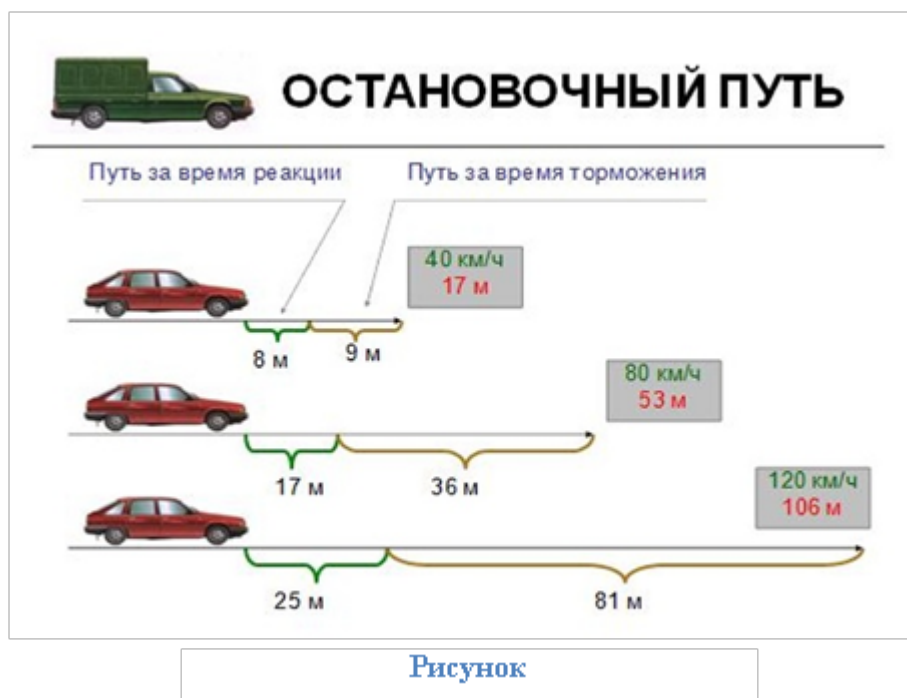 ОСТАНОВОЧНЫЙ ПУТЬ
Путь за время реакции
Путь за время торможения
40 км/ч
17 м
8 м
9 м
80 км/ч
53 м
17 м
36 м
120 км/ч
106 м
25 м
81 м
Рисунок